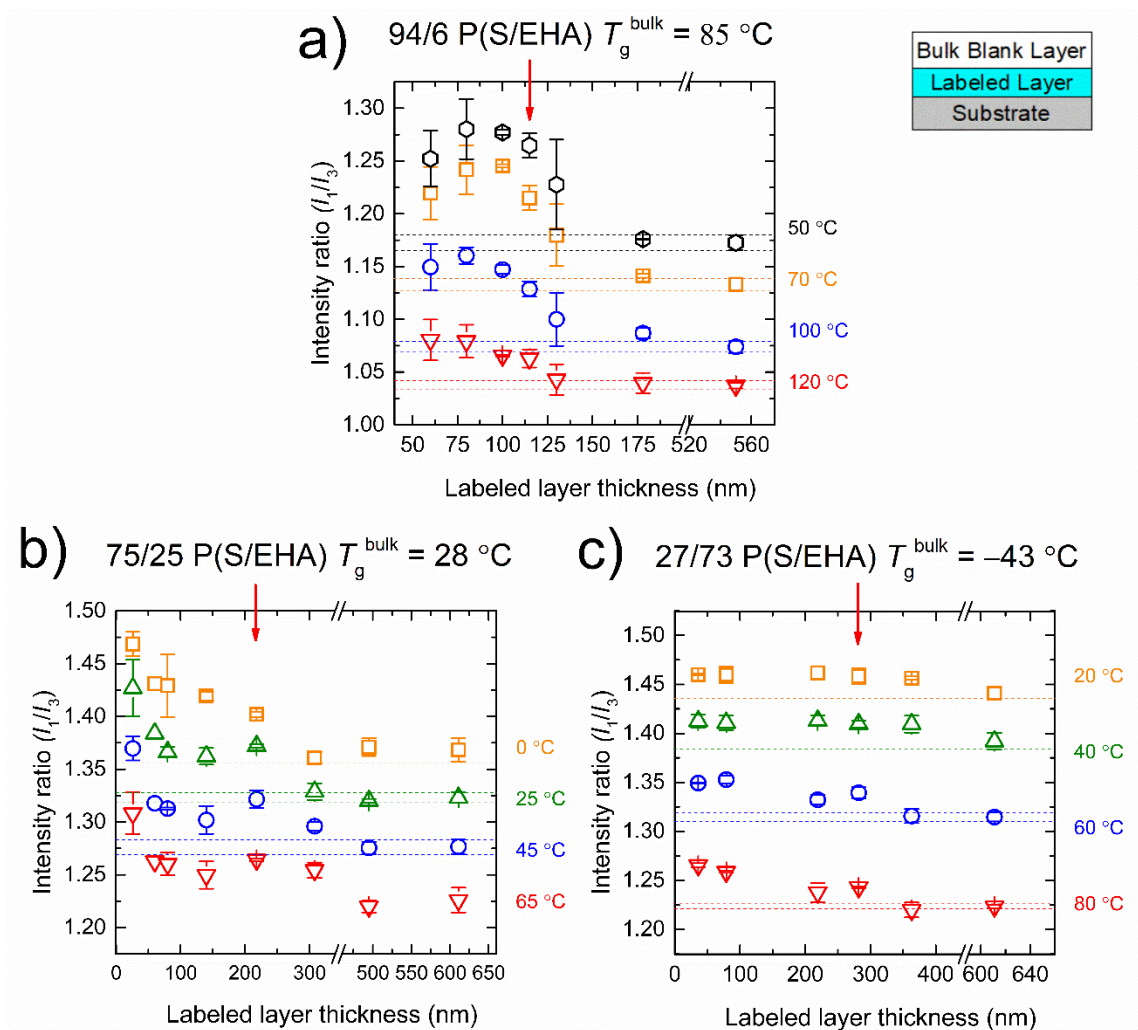 a) 94/6 P(S/EHA) Tg bulk = 85 °C
Bulk Blank Layer
Labeled Layer
Substrate
Intensity ratio (I1/I3)
1.30
1.25
1.20
1.15
1.10
1.05
1.00
50 °C
70 °C
100 °C
120 °C
50 75 100 125 150 175 520 560
Labeled layer thickness (nm)
b) 75/25 P(S/EHA) Tg bulk = 28 °C
Intensity ratio (I1/I3)
1.50
1.45
1.40
1.35
1.30
1.25
1.20
0 °C
25 °C
45 °C
65 °C
0 100 200 300 500 550 600 650
Labeled layer thickness (nm)
c) 27/73 P(S/EHA) Tg bulk = –43 °C
Intensity ratio (I1/I3)
1.50
1.45
1.40
1.35
1.30
1.25
1.20
20 °C
40 °C
60 °C
80 °C
0 100 200 300 400 600 640
Labeled layer thickness (nm)